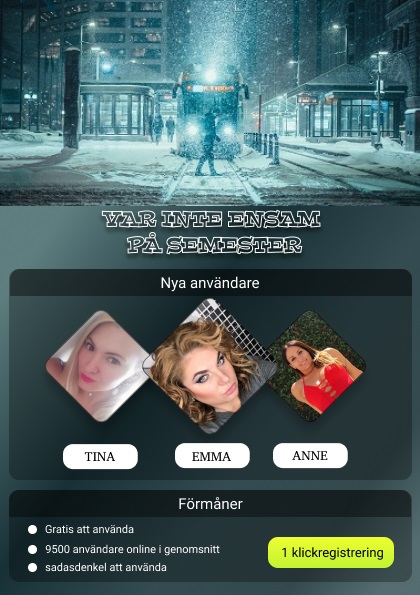 VAR INTE ENSAM
PÅ SEMESTER
Nya användare
TINA
EMMA
ANNE
Förmåner
Gratis att använda
9500 användare online i genomsnitt
sadasdenkel att använda
1 klickregistrering